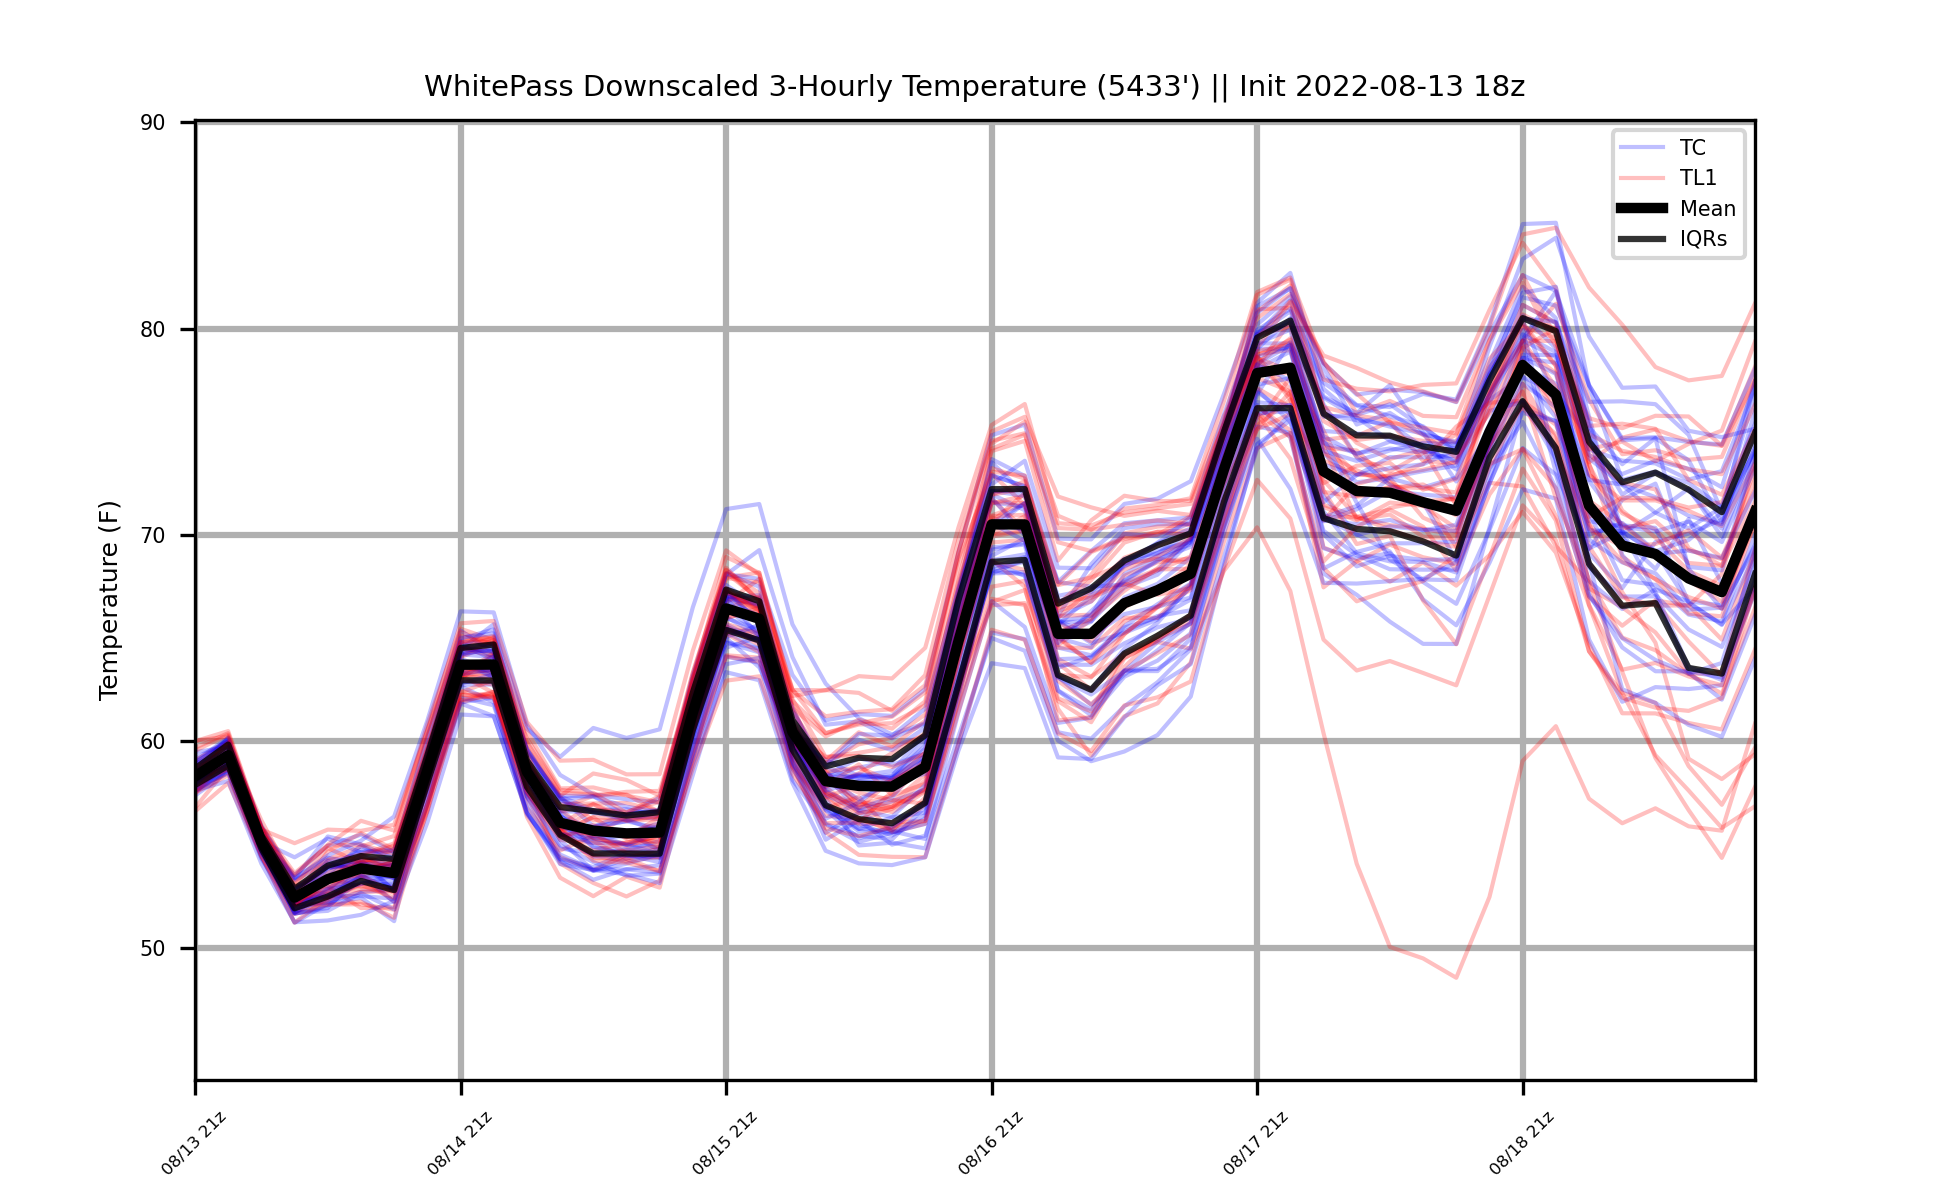 WhitePass Downscaled 3-Hourly Temperature (5433') || Init 2022-08-13 18z
90
80
70
60
50
Temperature (F)
TC
TL1
Mean
IQRs
08/13 21z
08/14 21z
08/15 21z
08/16 21z
08/17 21z
08/18 21z